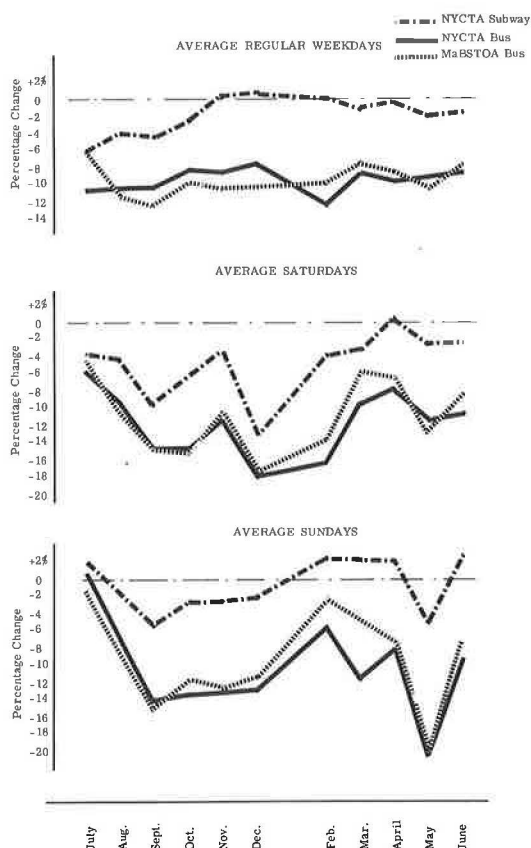 NYCTA Subway
NYCTA Bus
MaBSTOA Bus
AVERAGE REGULAR WEEKDAYS
Percentage Change
+2%
0
-2
-4
-6
-8
-10
-12
-14
AVERAGE SATURDAYS
Percentage Change
+2%
0
-2
-4
-6
-8
-10
-12
-14
-16
-18
-20
AVERAGE SUNDAYS
Percentage Change
+2%
0
-2
-4
-6
-8
-10
-12
-14
-16
-18
-20
July
Aug.
Sept.
Oct.
Nov.
Dec.
Feb.
Mar.
April
May
June